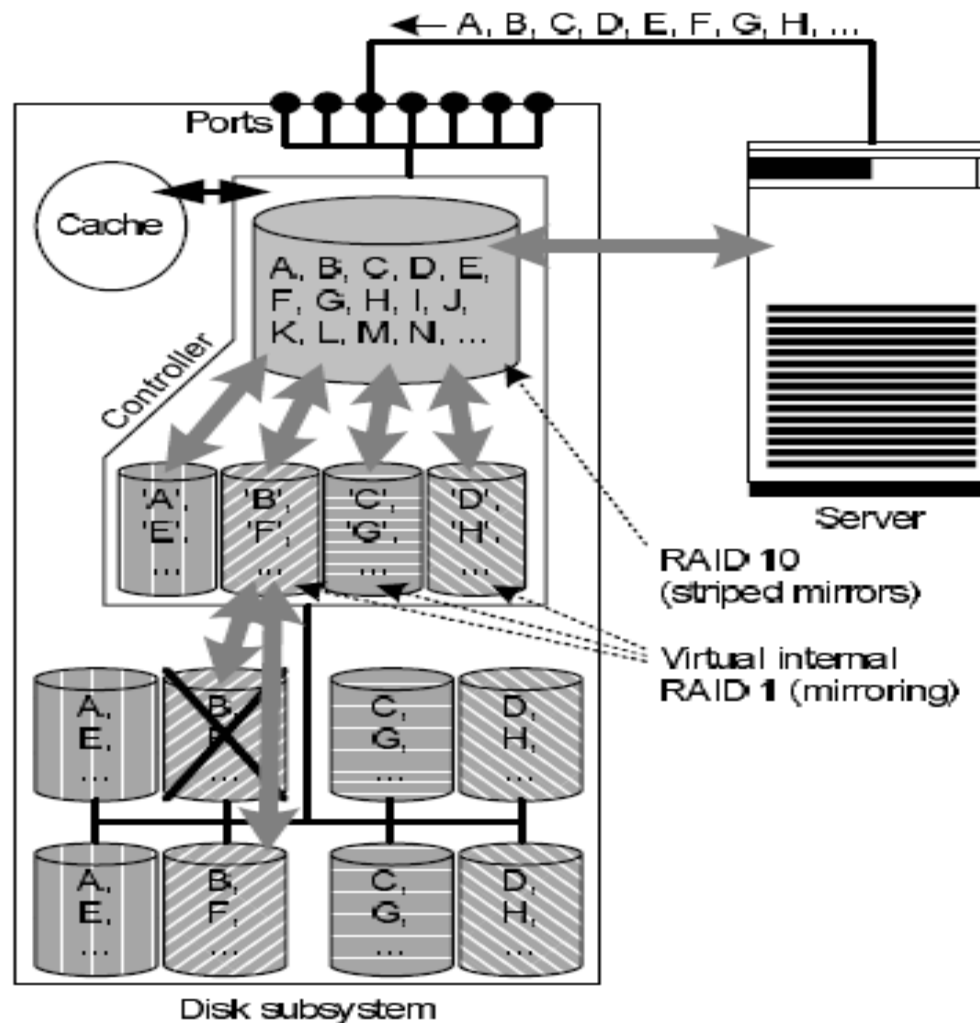 A, B, C, D, E, F, G, H, ...
Ports
Cache
A, B, C, D, E,
F, G, H, I, J,
K, L, M, N, ...
Controller
'A', 'B', 'C', 'D',
'E', 'F', 'G', 'H',
... ... ... ...
Server
RAID 10
(striped mirrors)
Virtual internal
RAID 1 (mirroring)
A, B, C, D,
E, G, H,
... ... ... ...
A, B, C, D,
E, F, G, H,
... ... ... ...
Disk subsystem